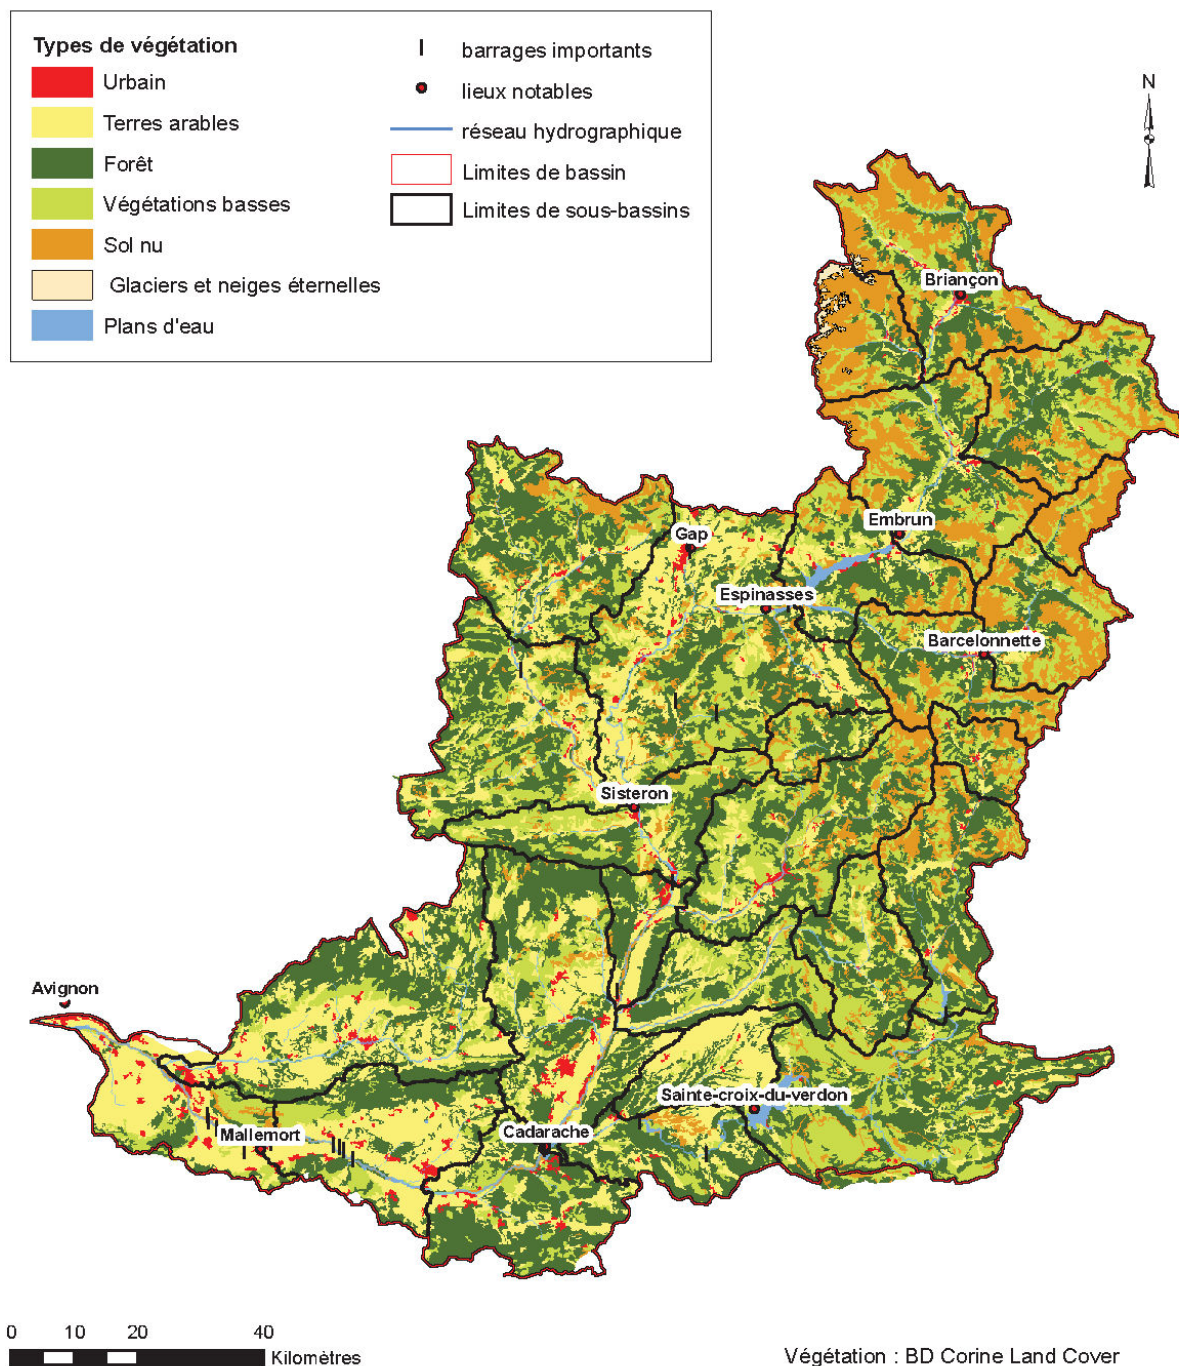 Types de végétation
Urbain
Terres arables
Forêt
Végétations basses
Sol nu
Glaciers et neiges éternelles
Plans d'eau
barrages importants
lieux notables
réseau hydrographique
Limites de bassin
Limites de sous-bassins
N
Briançon
Embrun
Gap
Espinasses
Barcelonnette
Sisteron
Avignon
Sainte-croix-du-verdon
Cadarache
Mallemort
0 10 20 40
Kilomètres
Végétation : BD Corine Land Cover